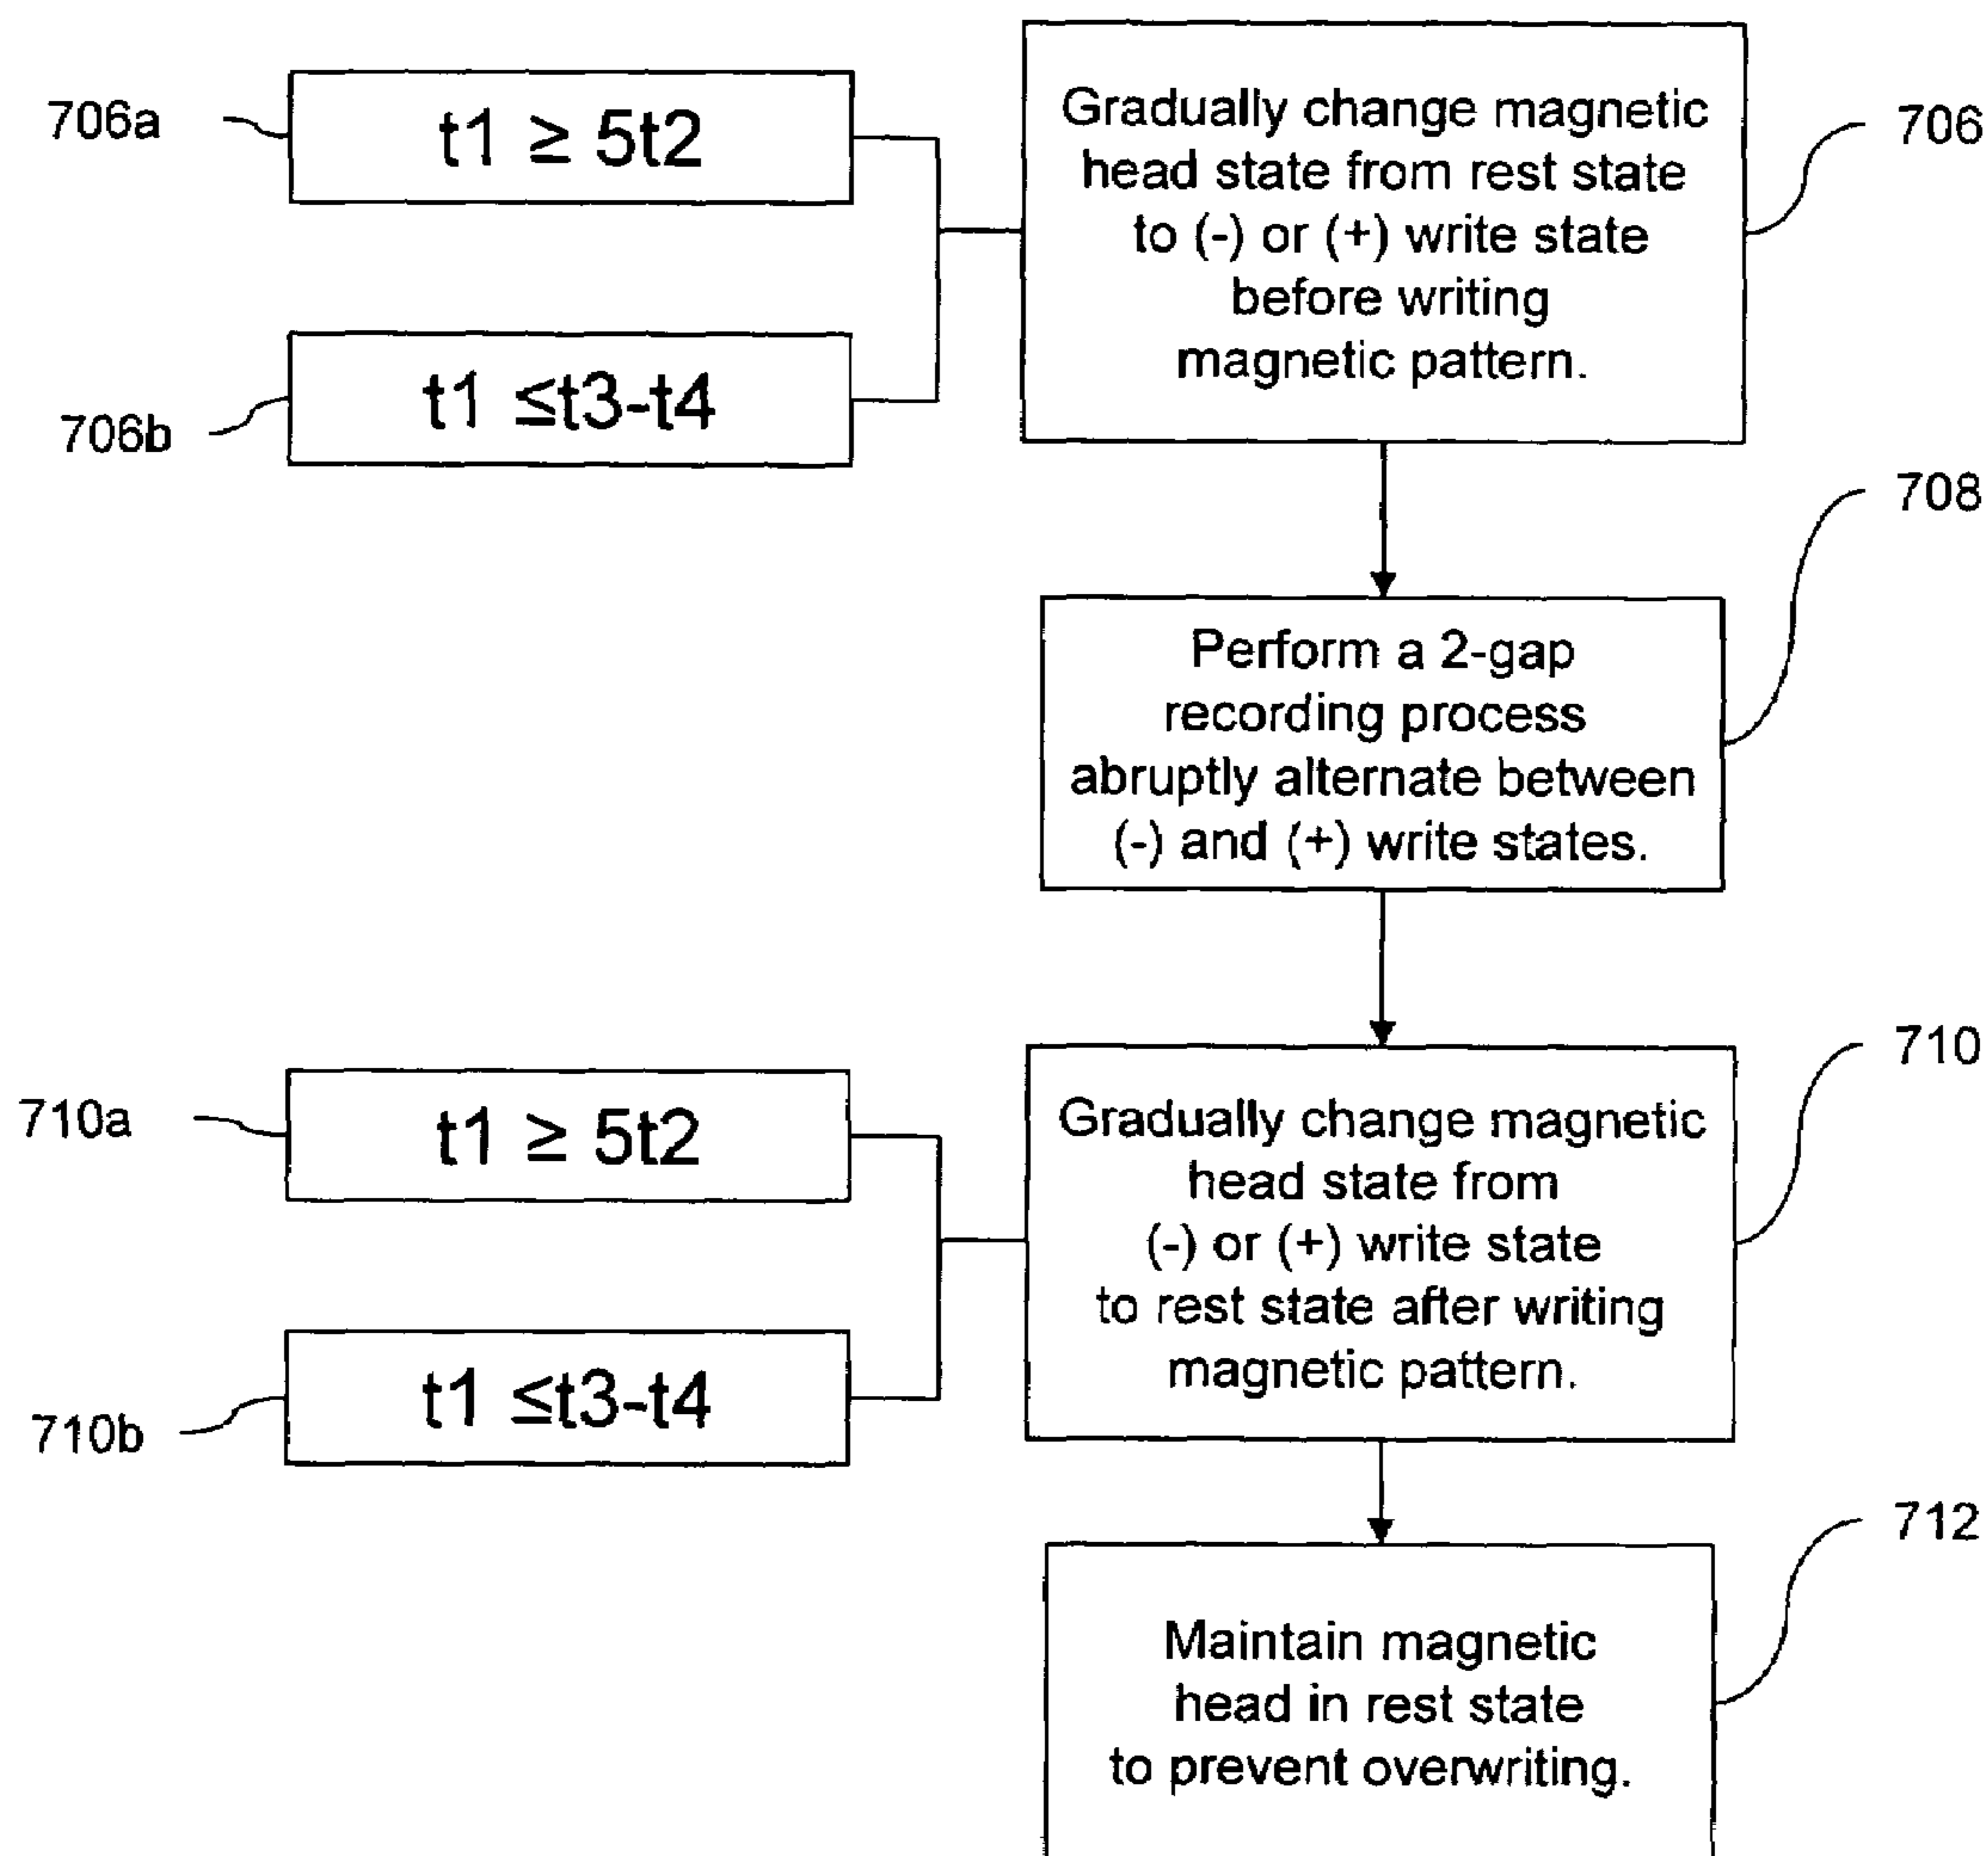 706a
t1 ≥ 5t2
706b
t1 ≤t3-t4
Gradually change magnetic
head state from rest state
to (-) or (+) write state
before writing
magnetic pattern.
706
708
Perform a 2-gap
recording process
abruptly alternate between
(-) and (+) write states.
710a
t1 ≥ 5t2
710b
t1 ≤t3-t4
Gradually change magnetic
head state from
(-) or (+) write state
to rest state after writing
magnetic pattern.
710
712
Maintain magnetic
head in rest state
to prevent overwriting.